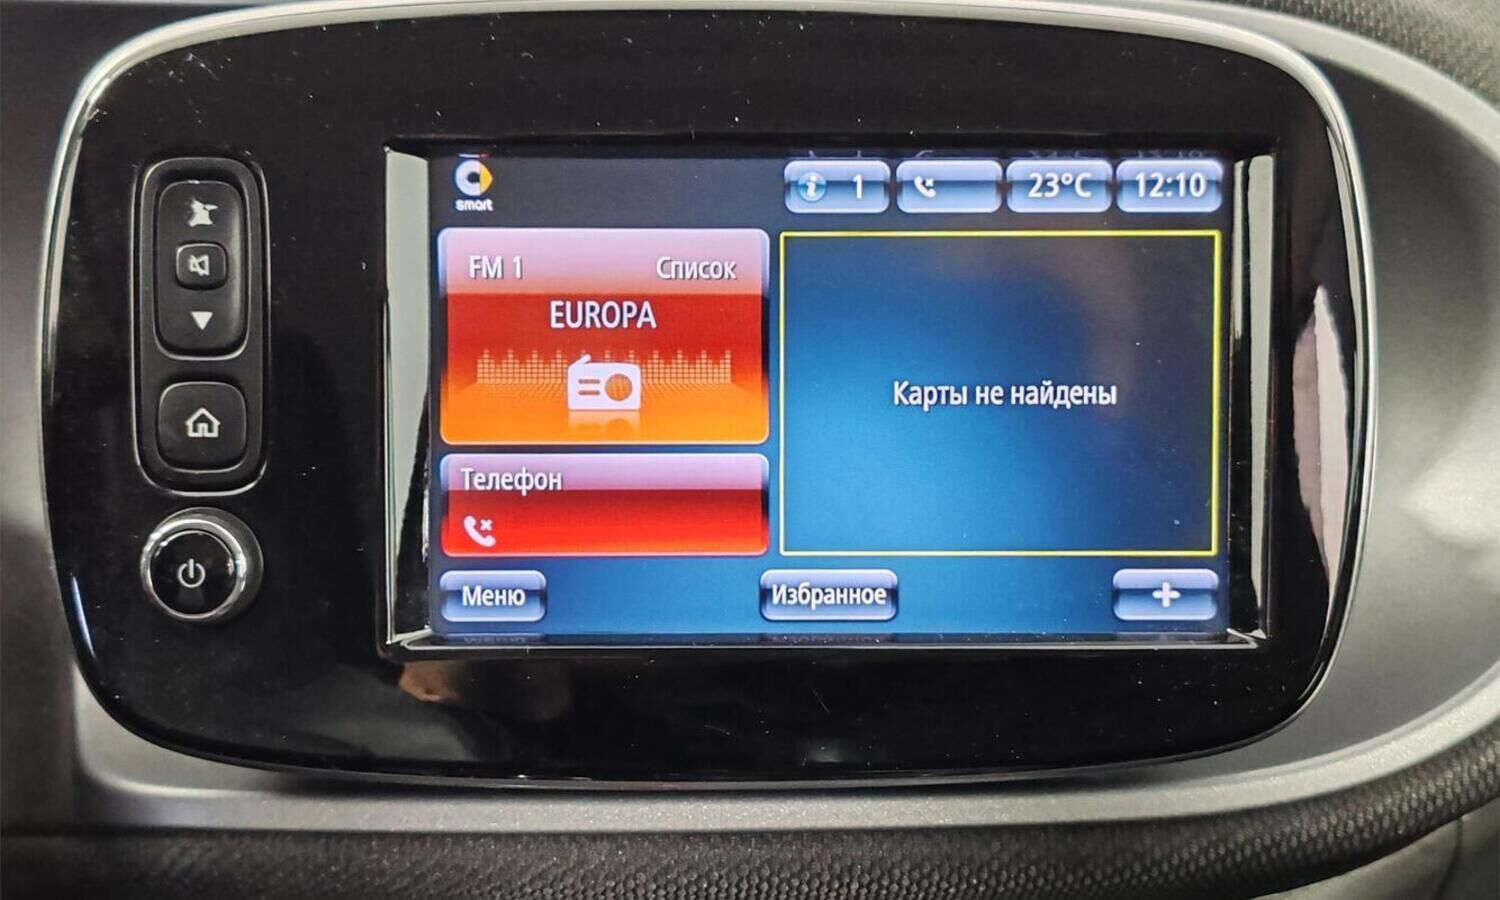 smart
1
23°C
12:10
FM 1
Список
EUROPA
Карты не найдены
Телефон
Меню
Избранное
+